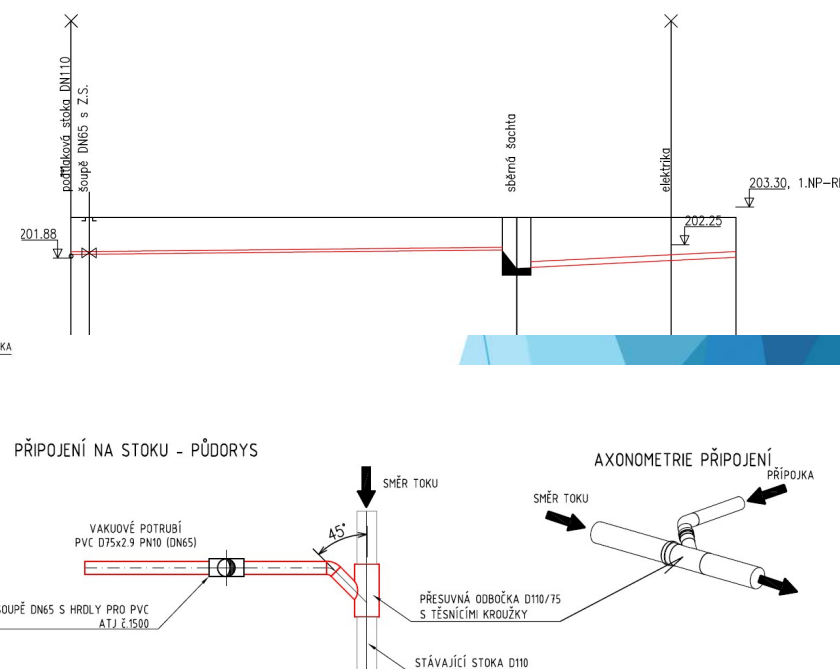 podtlaková stoka DN110
šoupě DN65 s Z.S.
sběrná šachta
elektrika
203.30, 1.NP-R
202.25
201.88
KA
PŘIPOJENÍ NA STOKU - PŮDORYS
SMĚR TOKU
45°
VAKUOVÉ POTRUBÍ
PVC D75x2.9 PN10 (DN65)
OUPĚ DN65 S HRDLY PRO PVC
ATJ č.1500
PŘESUVNÁ ODBOČKA D110/75
S TĚSNÍCÍMI KROUŽKY
STÁVAJÍCÍ STOKA D110
AXONOMETRIE PŘIPOJENÍ
PŘÍPOJKA
SMĚR TOKU